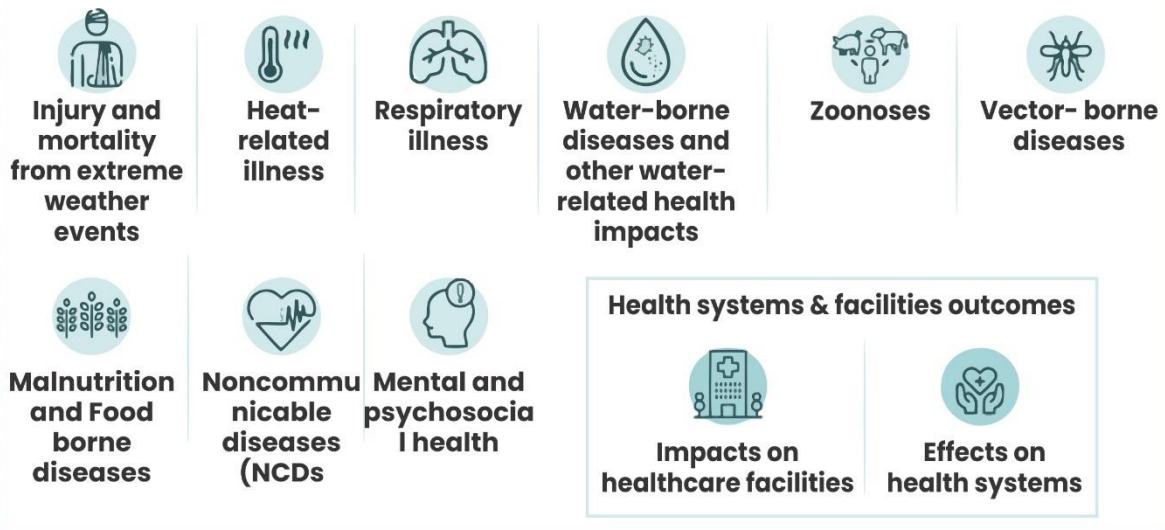 Injury and
mortality
from extreme
weather
events
Heat-
related
illness
Respiratory
illness
Water-borne
diseases and
other water-
related health
impacts
Zoonoses
Vector- borne
diseases
Malnutrition
and Food
borne
diseases
Noncommu
nicable
diseases
(NCDs
Mental and
psychosocia
l health
Health systems & facilities outcomes
Impacts on
healthcare facilities
Effects on
health systems